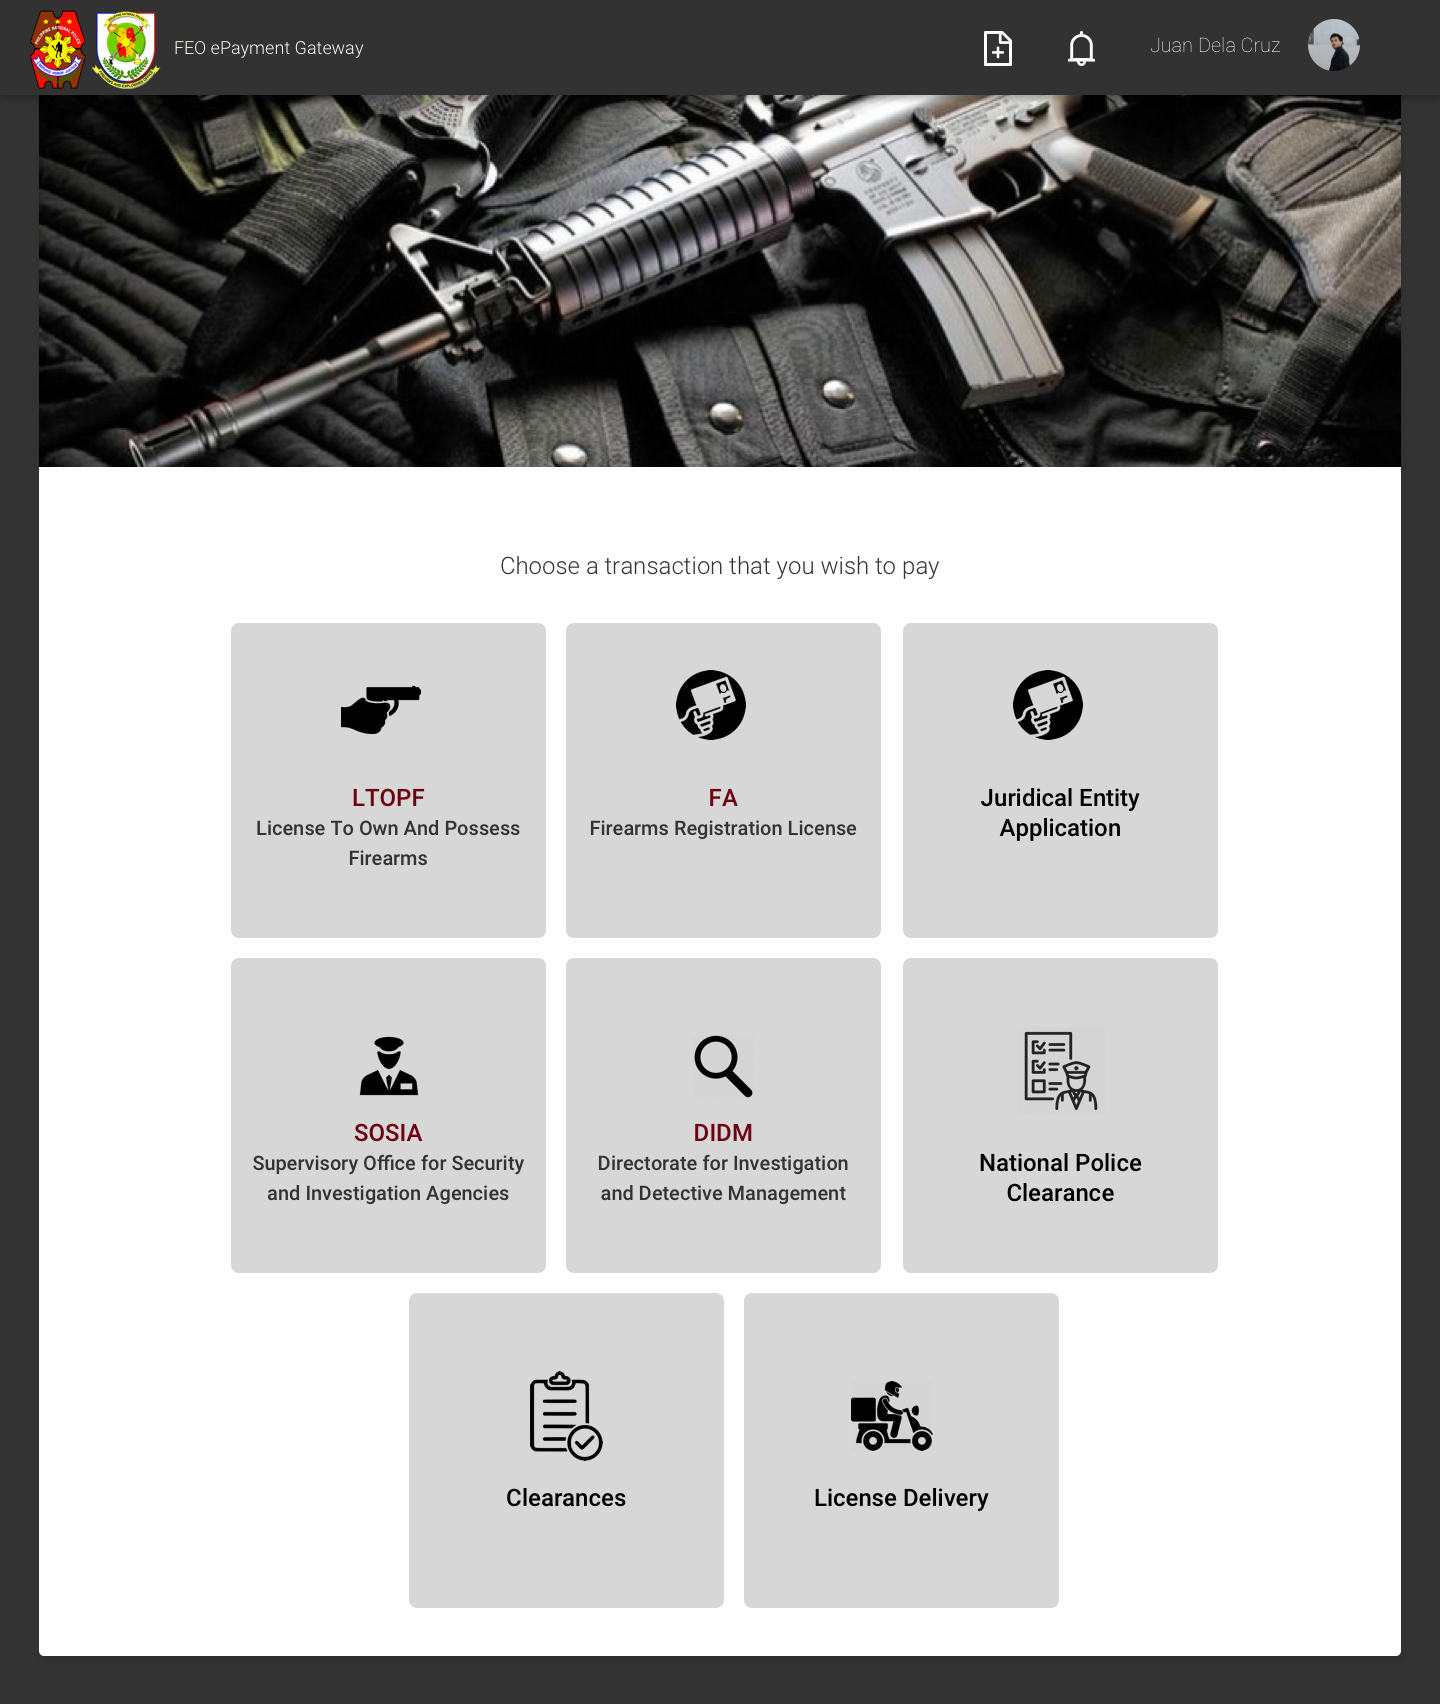 FEO ePayment Gateway
Juan Dela Cruz
Choose a transaction that you wish to pay
LTOPF
License To Own And Possess
Firearms
FA
Firearms Registration License
Juridical Entity
Application
SOSIA
Supervisory Office for Security
and Investigation Agencies
DIDM
Directorate for Investigation
and Detective Management
National Police
Clearance
Clearances
License Delivery